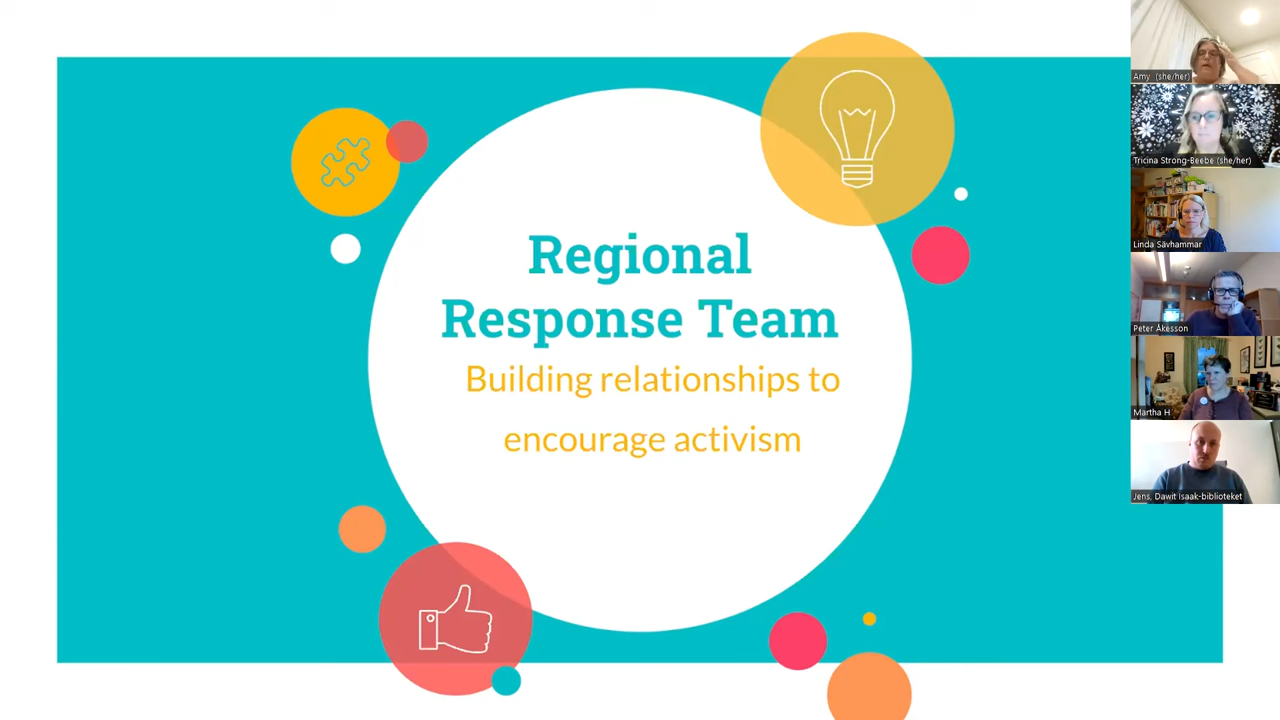 Regional
Response Team
Building relationships to
encourage activism
Amy (she/her)
Tricina Strong-Beebe (she/her)
Linda Sävhammar
Peter Åkesson
Martha H
Jens, Dawit Isaak-biblioteket